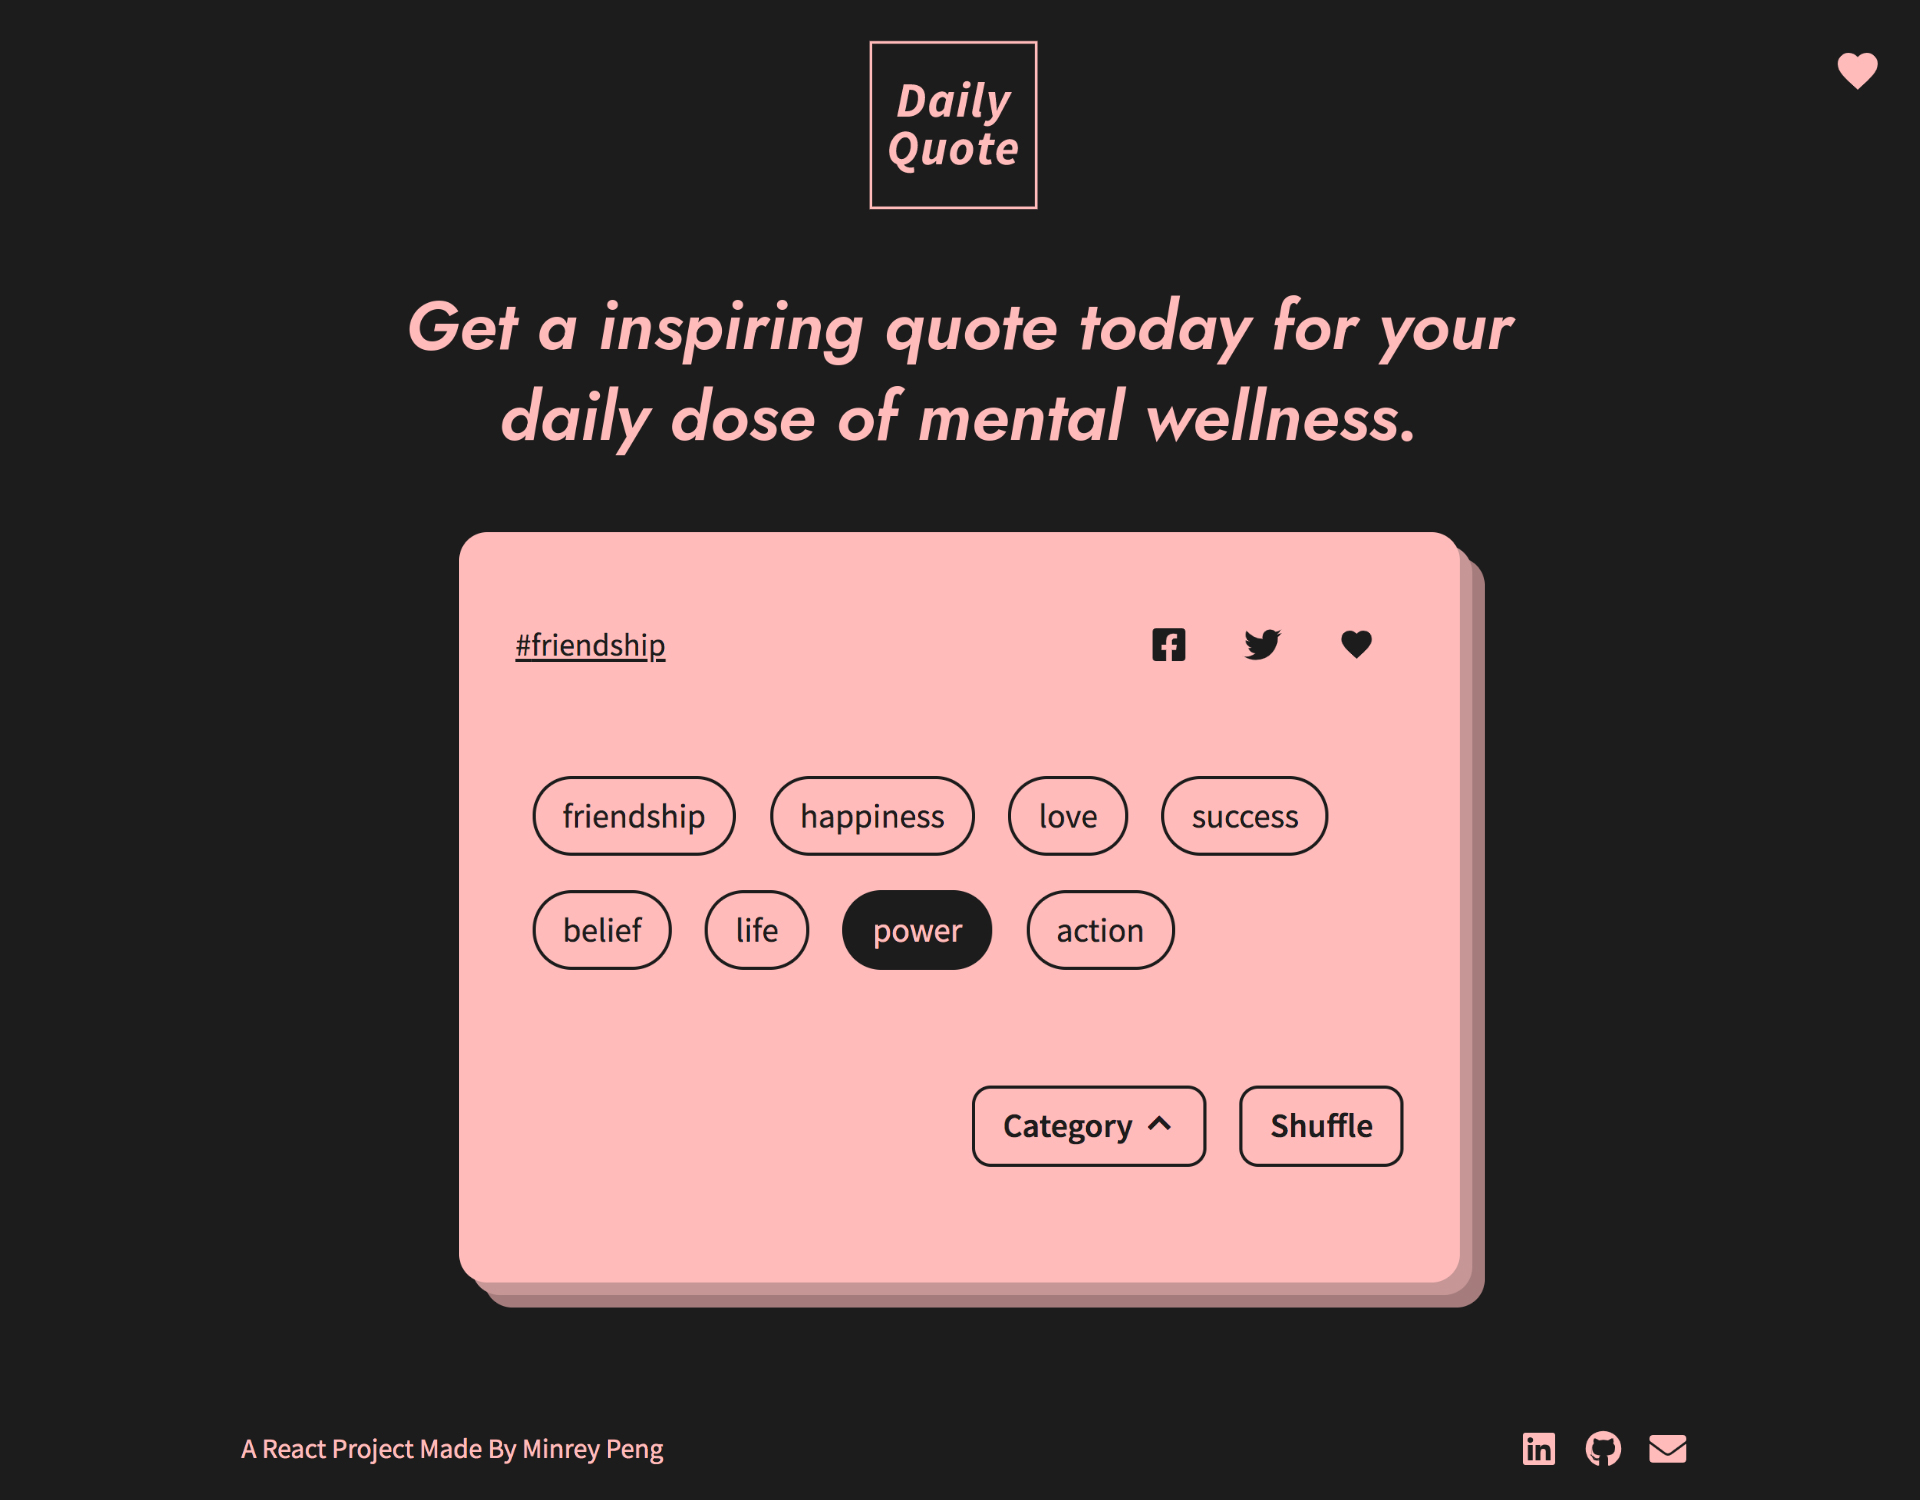 Daily
Quote
Get a inspiring quote today for your
daily dose of mental wellness.
#friendship
friendship happiness love success
belief life power action
Category Shuffle
A React Project Made By Minrey Peng